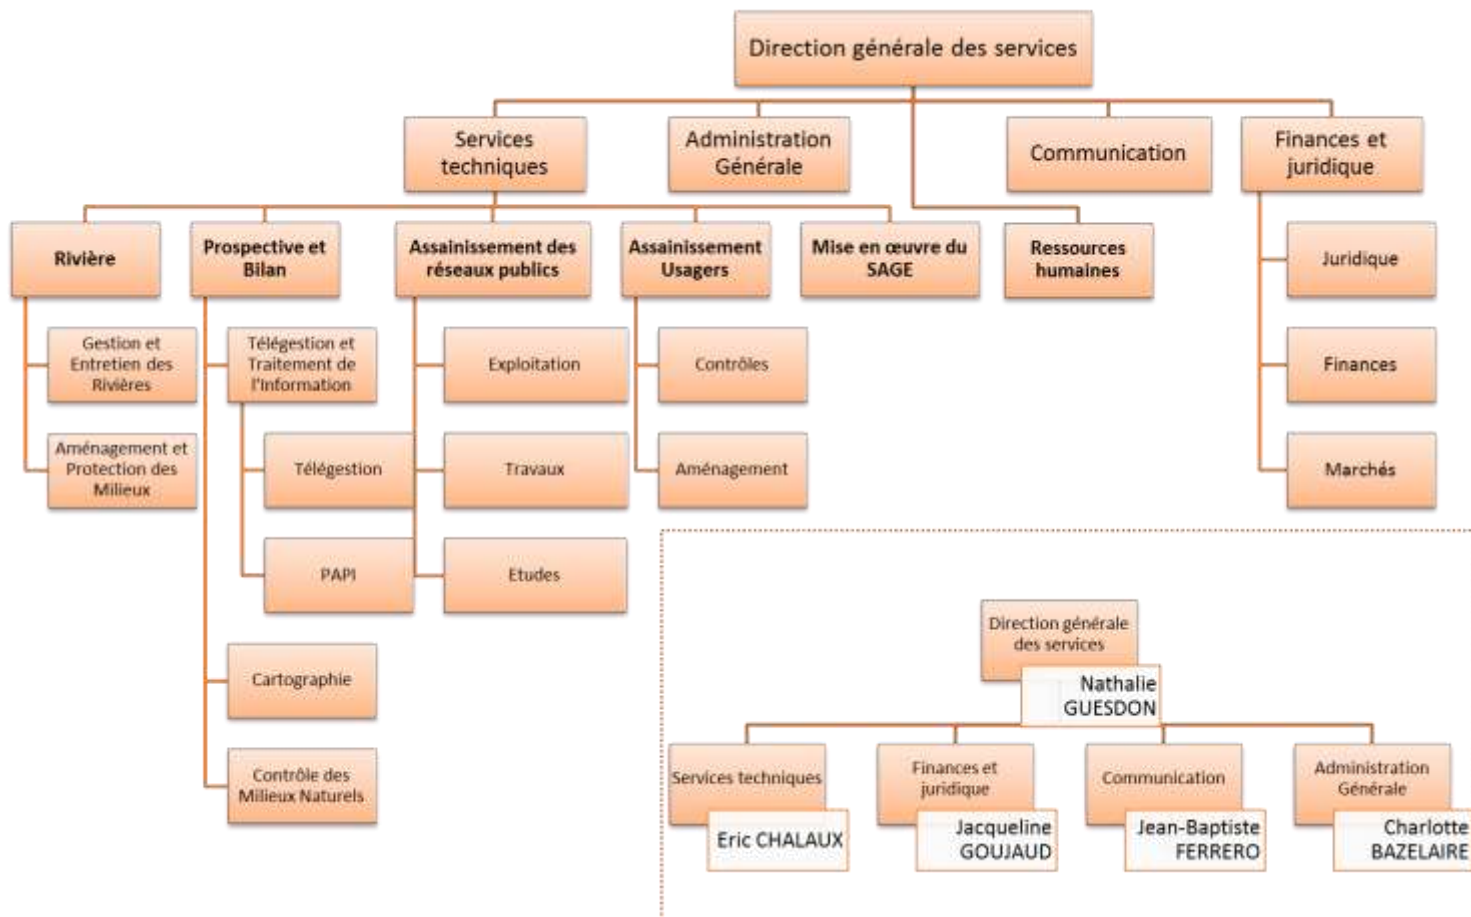 Direction générale des services
Services
techniques
Administration
Générale
Communication
Finances et
juridique
Rivière
Prospective et
Bilan
Assainissement des
réseaux publics
Assainissement
Usagers
Mise en œuvre du
SAGE
Ressources
humaines
Juridique
Gestion et
Entretien des
Rivières
Télégestion et
Traitement de
l'Information
Exploitation
Contrôles
Finances
Aménagement et
Protection des
Milieux
Télégestion
Travaux
Aménagement
Marchés
PAPI
Etudes
Cartographie
Contrôle des
Milieux Naturels
Direction générale
des services
Nathalie
GUESDON
Services techniques
Eric CHALAUX
Finances et
juridique
Jacqueline
GOUJAUD
Communication
Jean-Baptiste
FERRERO
Administration
Générale
Charlotte
BAZELAIRE